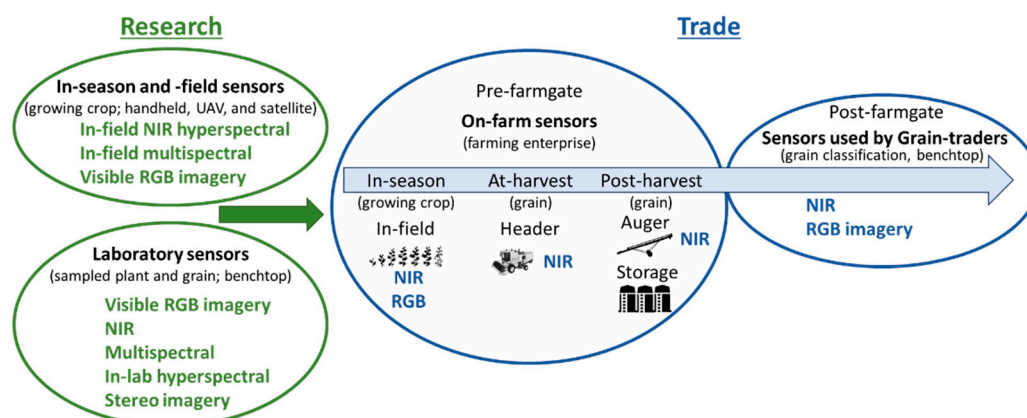 Research
In-season and -field sensors
(growing crop; handheld, UAV, and satellite)
In-field NIR hyperspectral
In-field multispectral
Visible RGB imagery
Laboratory sensors
(sampled plant and grain; benchtop)
Visible RGB imagery
NIR
Multispectral
In-lab hyperspectral
Stereo imagery
Trade
Pre-farmgate
On-farm sensors
(farming enterprise)
In-season
(growing crop)
In-field
NIR
RGB
At-harvest
(grain)
Header
NIR
Post-harvest
(grain)
Auger
NIR
Storage
Post-farmgate
Sensors used by Grain-traders
(grain classification, benchtop)
NIR
RGB imagery